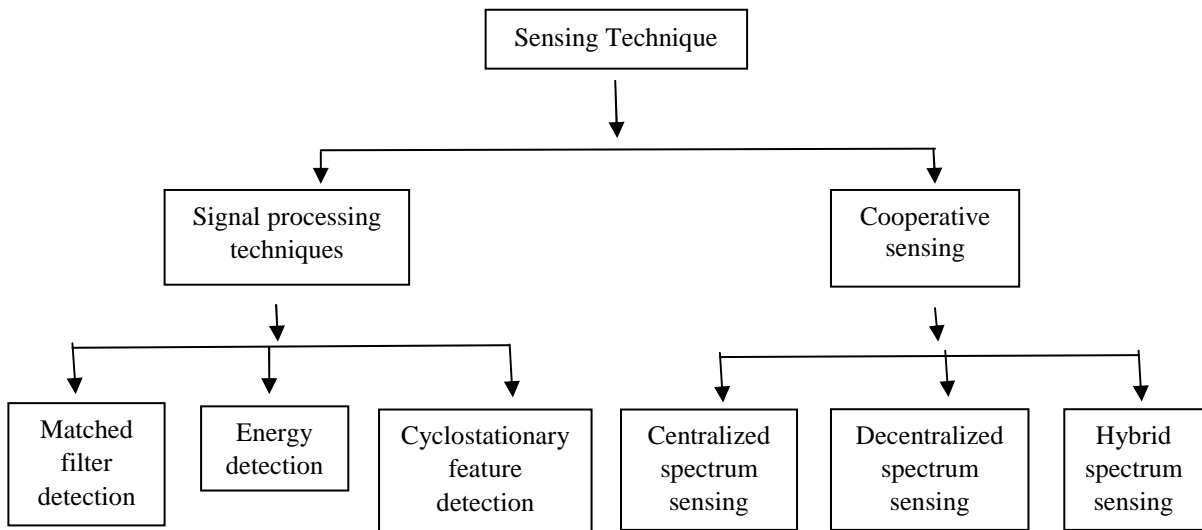 Sensing Technique
Signal processing
techniques
Cooperative
sensing
Matched
filter
detection
Energy
detection
Cyclostationary
feature
detection
Centralized
spectrum
sensing
Decentralized
spectrum
sensing
Hybrid
spectrum
sensing